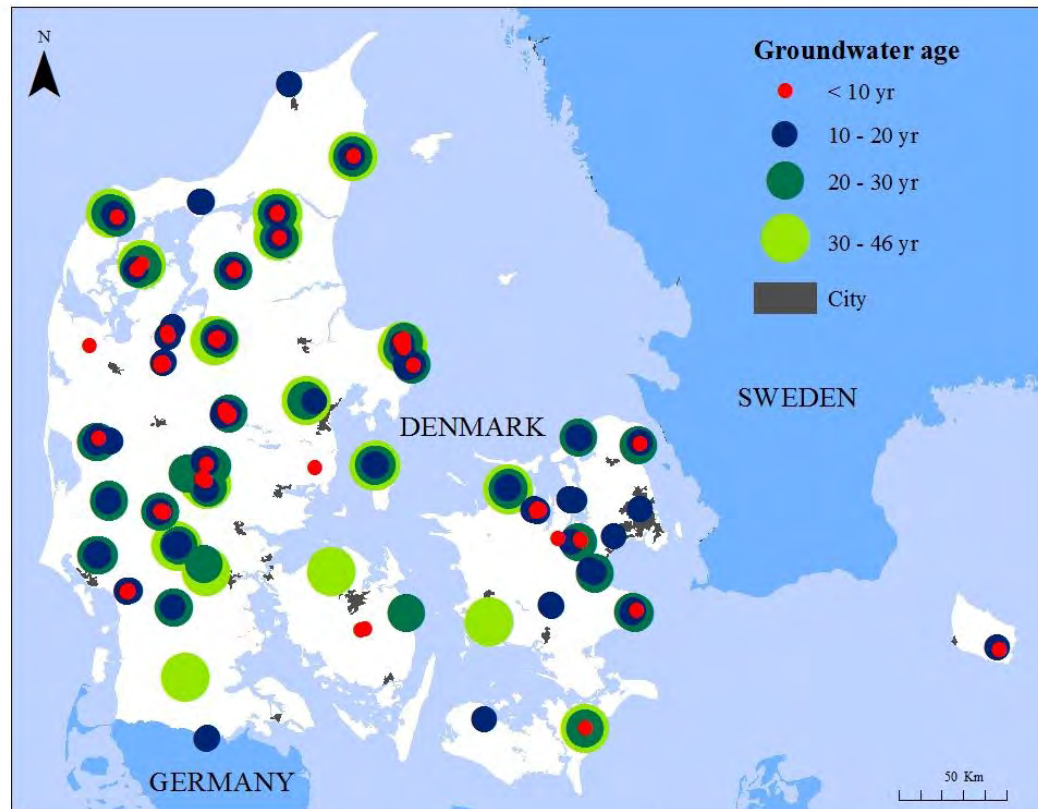 N
Groundwater age
< 10 yr
10 - 20 yr
20 - 30 yr
30 - 46 yr
City
DENMARK
SWEDEN
GERMANY
50 Km